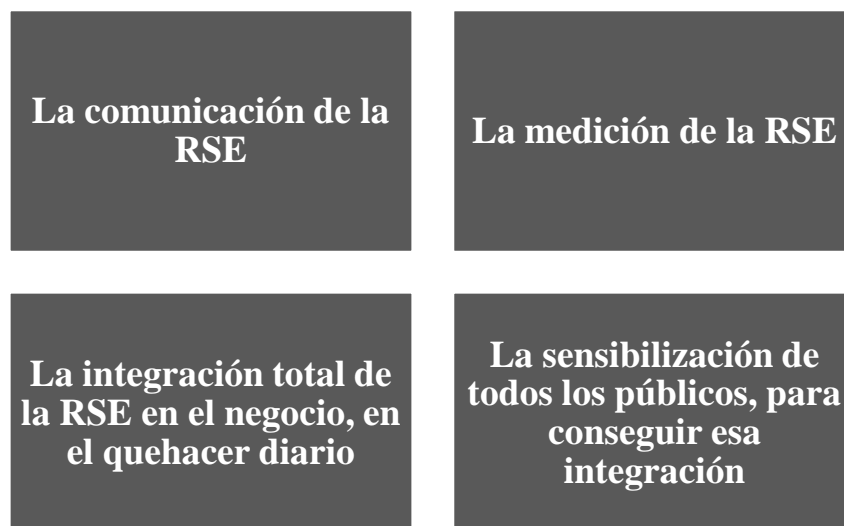 La comunicación de la
RSE
La medición de la RSE
La integración total de
la RSE en el negocio, en
el quehacer diario
La sensibilización de
todos los públicos, para
conseguir esa
integración